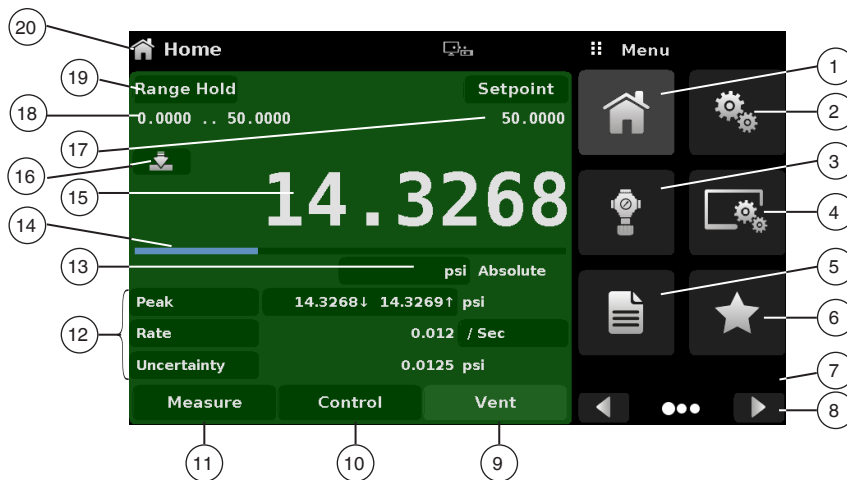 20
Home
Menu
19
Range Hold
Setpoint
1
18
0.0000 .. 50.0000
50.0000
2
17
16
3
15
14.3268
14
4
13
psi Absolute
5
12
Peak
14.3268↓ 14.3269↑ psi
6
Rate
0.012 / Sec
Uncertainty
0.0125 psi
7
Measure
Control
Vent
8
11
10
9